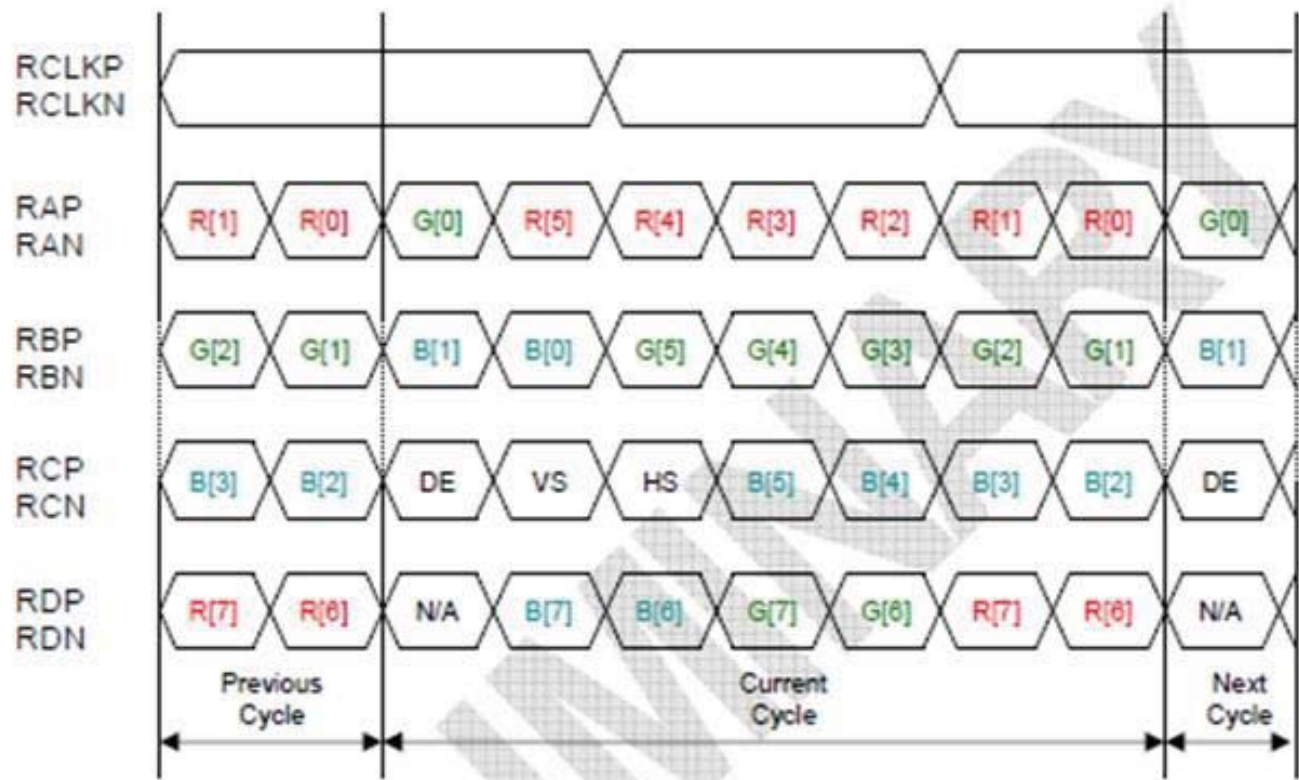 RCLKP
RCLKN
RAP
RAN
R[1] R[0] G[0] R[5] R[4] R[3] R[2] R[1] R[0] G[0]
RBP
RBN
G[2] G[1] B[1] B[0] G[5] G[4] G[3] G[2] G[1] B[1]
RCP
RCN
B[3] B[2] DE VS HS B[5] B[4] B[3] B[2] DE
RDP
RDN
R[7] R[6] N/A B[7] B[6] G[7] G[6] R[7] R[6] N/A
Previous
Cycle
Current
Cycle
Next
Cycle